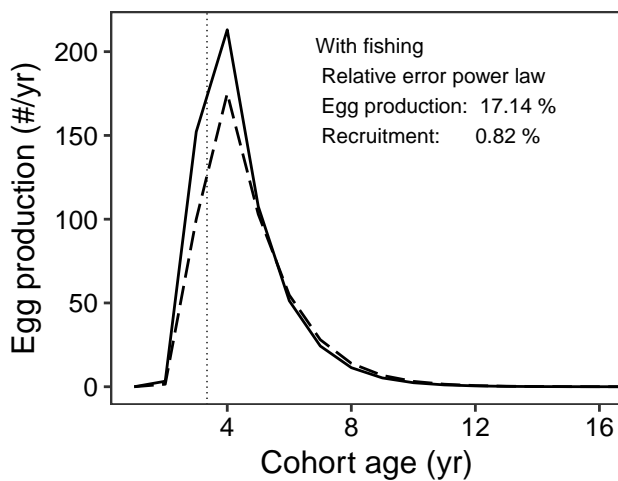 Egg production (#/yr)
200
150
100
50
0
With fishing
Relative error power law
Egg production: 17.14 %
Recruitment: 0.82 %
4 8 12 16
Cohort age (yr)